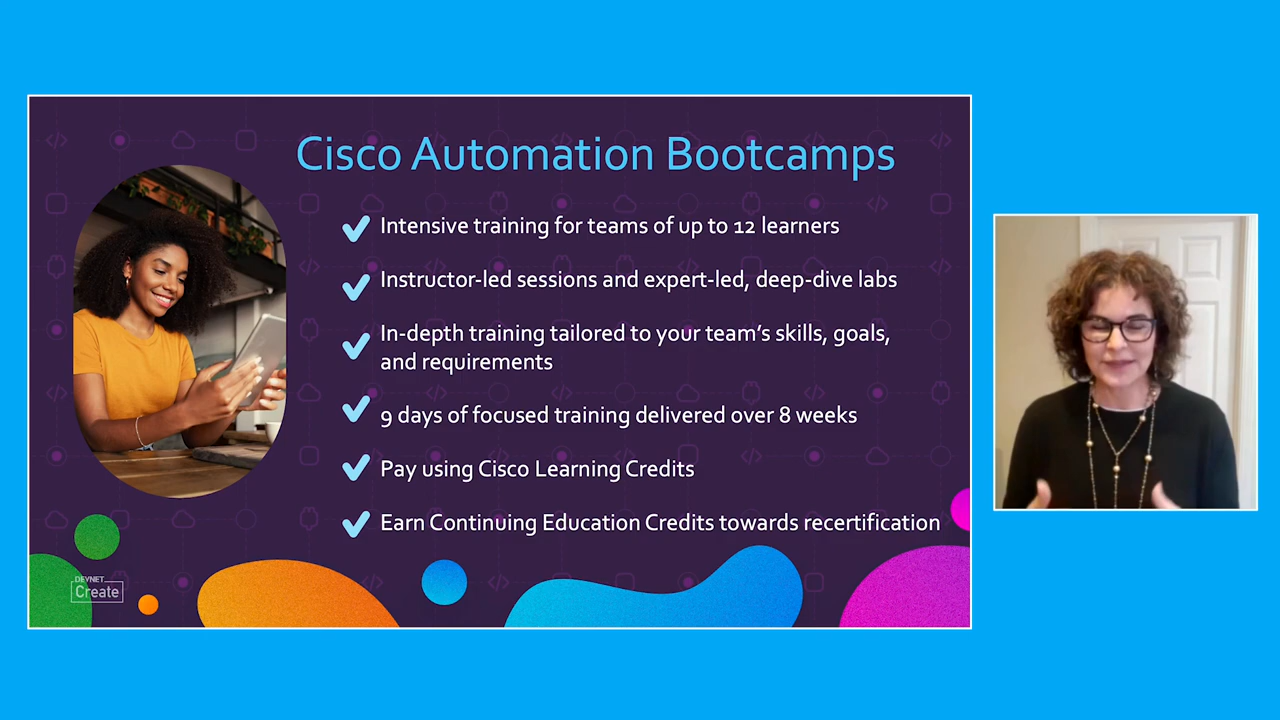 Cisco Automation Bootcamps
Intensive training for teams of up to 12 learners
Instructor-led sessions and expert-led, deep-dive labs
In-depth training tailored to your team’s skills, goals,
and requirements
9 days of focused training delivered over 8 weeks
Pay using Cisco Learning Credits
Earn Continuing Education Credits towards recertification
DEVNET
Create